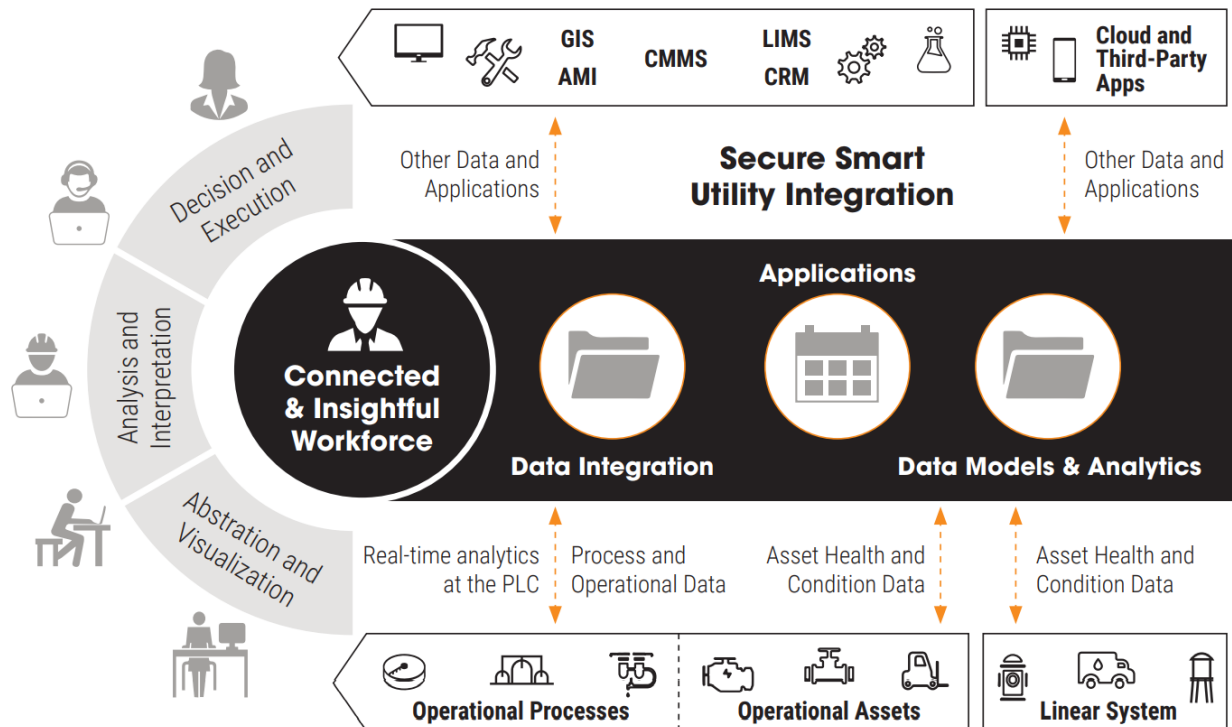 GIS
AMI
CMMS
LIMS
CRM
Cloud and
Third-Party
Apps
Other Data and
Applications
Secure Smart
Utility Integration
Other Data and
Applications
Decision and
Execution
Analysis and
Interpretation
Abstration and
Visualization
Connected
& Insightful
Workforce
Applications
Data Integration
Data Models & Analytics
Real-time analytics
at the PLC
Process and
Operational Data
Asset Health and
Condition Data
Asset Health and
Condition Data
Operational Processes
Operational Assets
Linear System